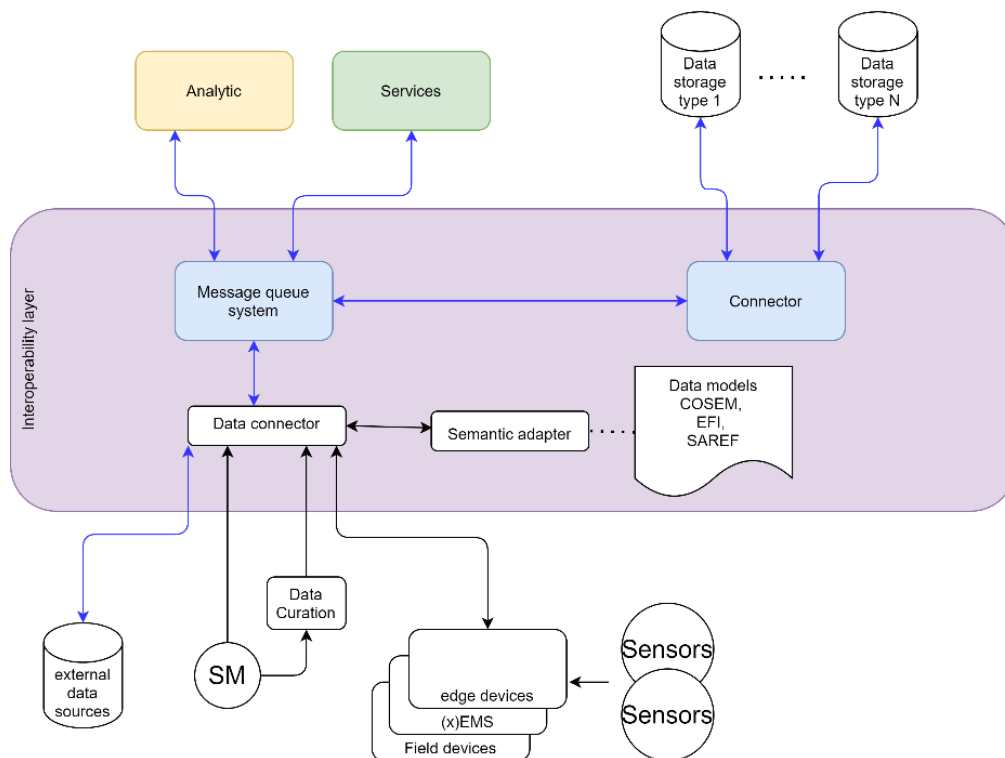 Analytic
Services
Data
storage
type 1
Data
storage
type N
Interoperability layer
Message queue
system
Connector
Data models
COSEM,
EFI,
SAREF
Data connector
Semantic adapter
Data
Curation
SM
external
data
sources
edge devices
(x)EMS
Field devices
Sensors
Sensors